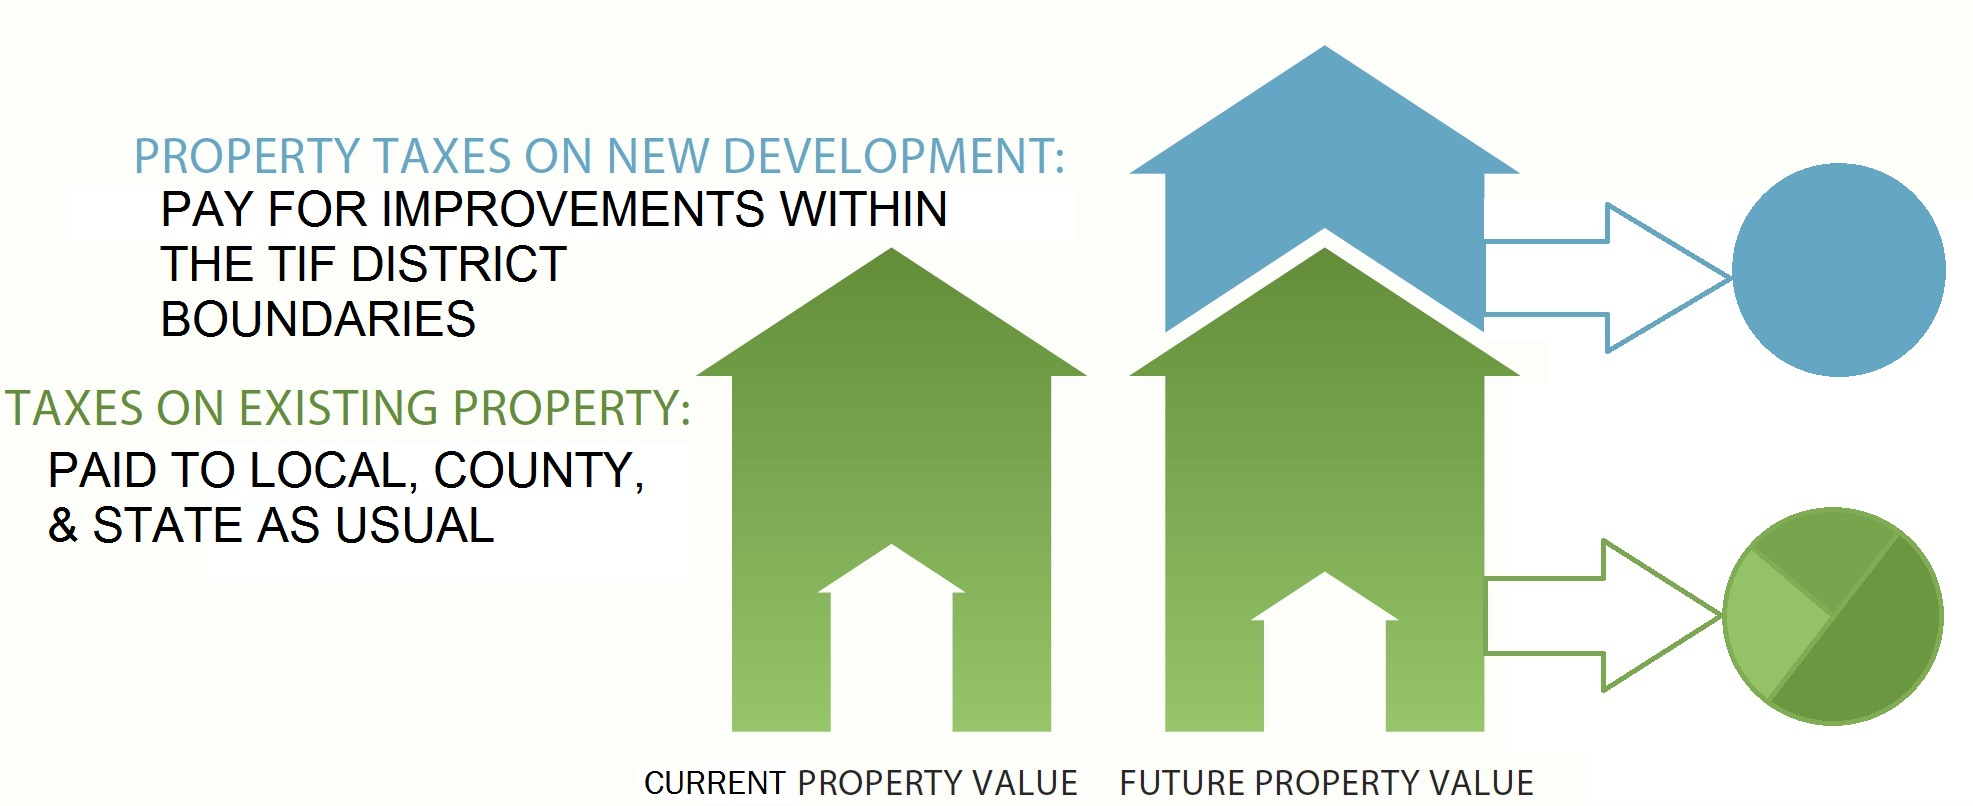 PROPERTY TAXES ON NEW DEVELOPMENT:
PAY FOR IMPROVEMENTS WITHIN
THE TIF DISTRICT
BOUNDARIES
TAXES ON EXISTING PROPERTY:
PAID TO LOCAL, COUNTY,
& STATE AS USUAL
CURRENT PROPERTY VALUE
FUTURE PROPERTY VALUE